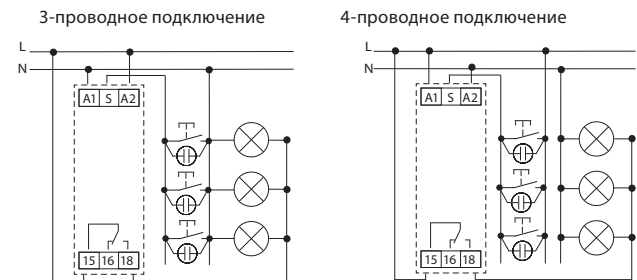 3-проводное подключение
4-проводное подключение
L
N
A1 S A2
15 16 18
L
N
A1 S A2
15 16 18